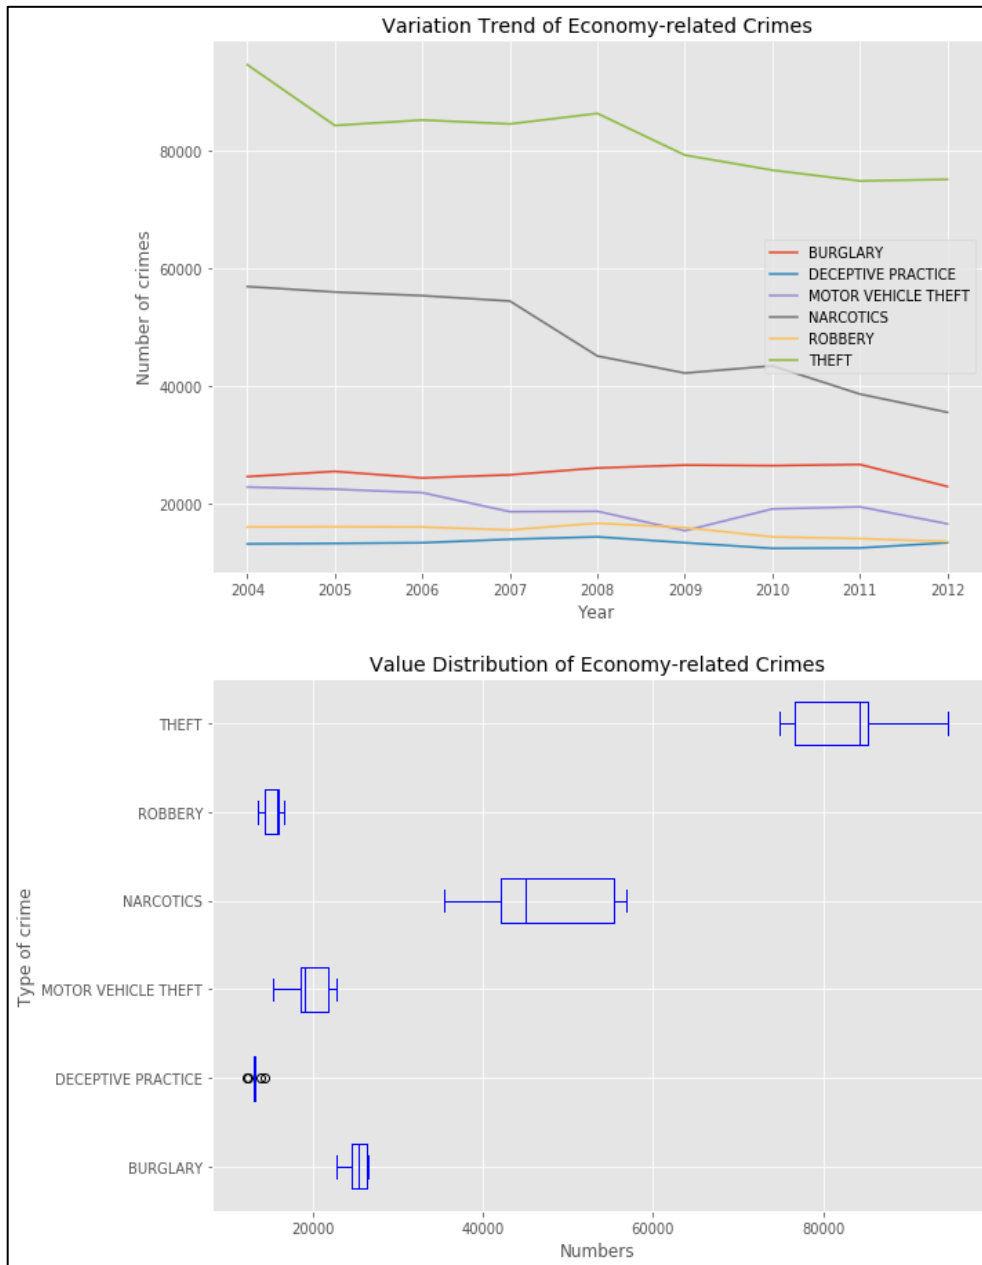 Variation Trend of Economy-related Crimes
80000
60000
40000
20000
Number of crimes
BURGLARY
DECEPTIVE PRACTICE
MOTOR VEHICLE THEFT
NARCOTICS
ROBBERY
THEFT
2004 2005 2006 2007 2008 2009 2010 2011 2012
Year
Value Distribution of Economy-related Crimes
Type of crime
THEFT
ROBBERY
NARCOTICS
MOTOR VEHICLE THEFT
DECEPTIVE PRACTICE
BURGLARY
20000 40000 60000 80000
Numbers